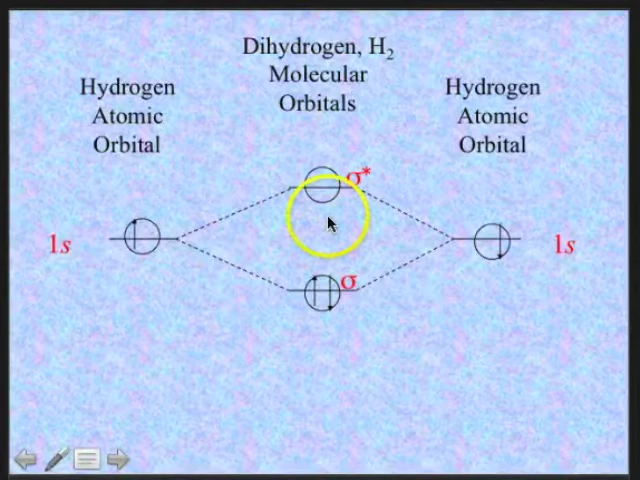 Dihydrogen, H₂
Molecular
Orbitals
Hydrogen
Atomic
Orbital
Hydrogen
Atomic
Orbital
σ*
1s
1s
σ